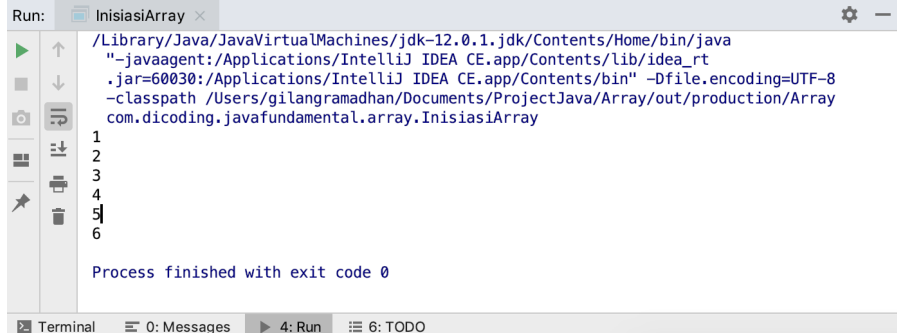 Run: InisiasiArray
/Library/Java/JavaVirtualMachines/jdk-12.0.1.jdk/Contents/Home/bin/java
"-javaagent:/Applications/IntelliJ IDEA CE.app/Contents/lib/idea_rt
.jar=60030:/Applications/IntelliJ IDEA CE.app/Contents/bin" -Dfile.encoding=UTF-8
-classpath /Users/gilangramadhan/Documents/ProjectJava/Array/out/production/Array
com.dicoding.javafundamental.array.InisiasiArray
1
2
3
4
5
6
Process finished with exit code 0
Terminal 0: Messages 4: Run 6: TODO